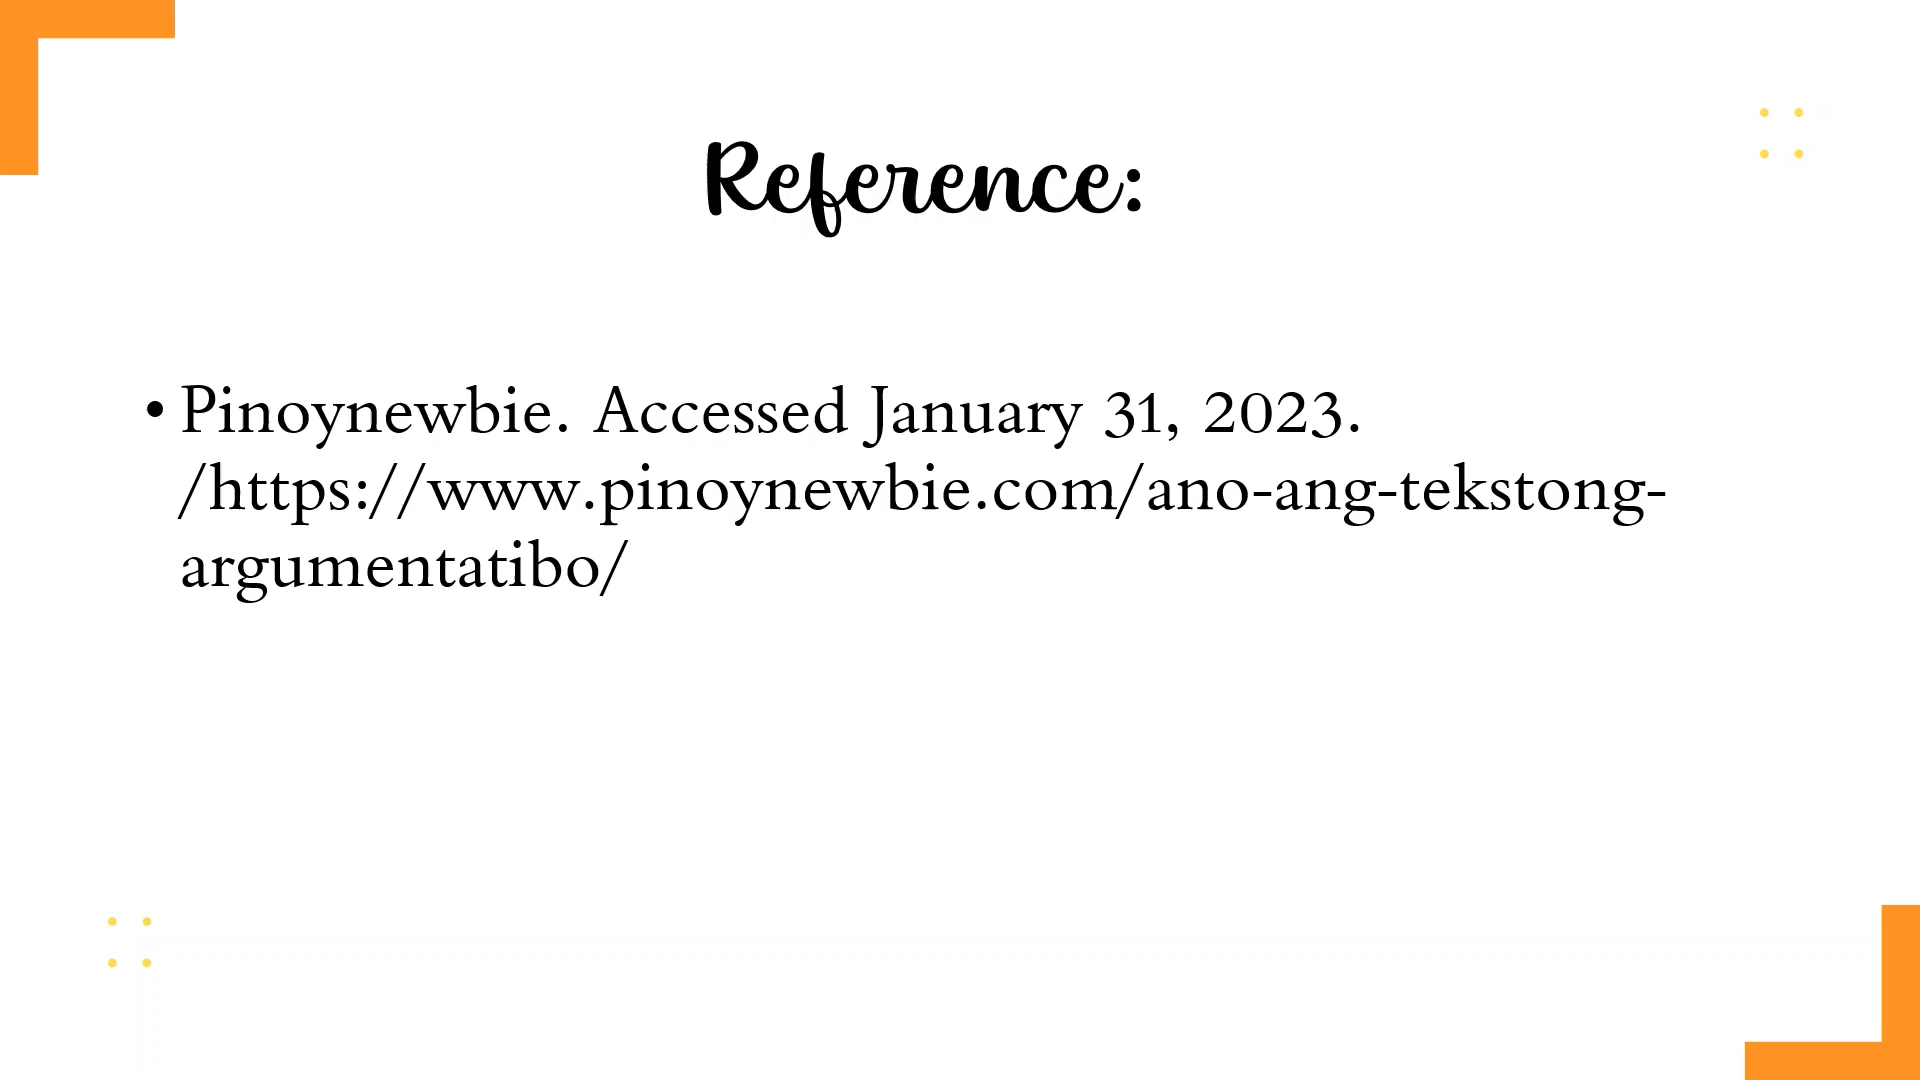 Reference:
• Pinoynewbie. Accessed January 31, 2023.
/https://www.pinoynewbie.com/ano-ang-tekstong-
argumentatibo/